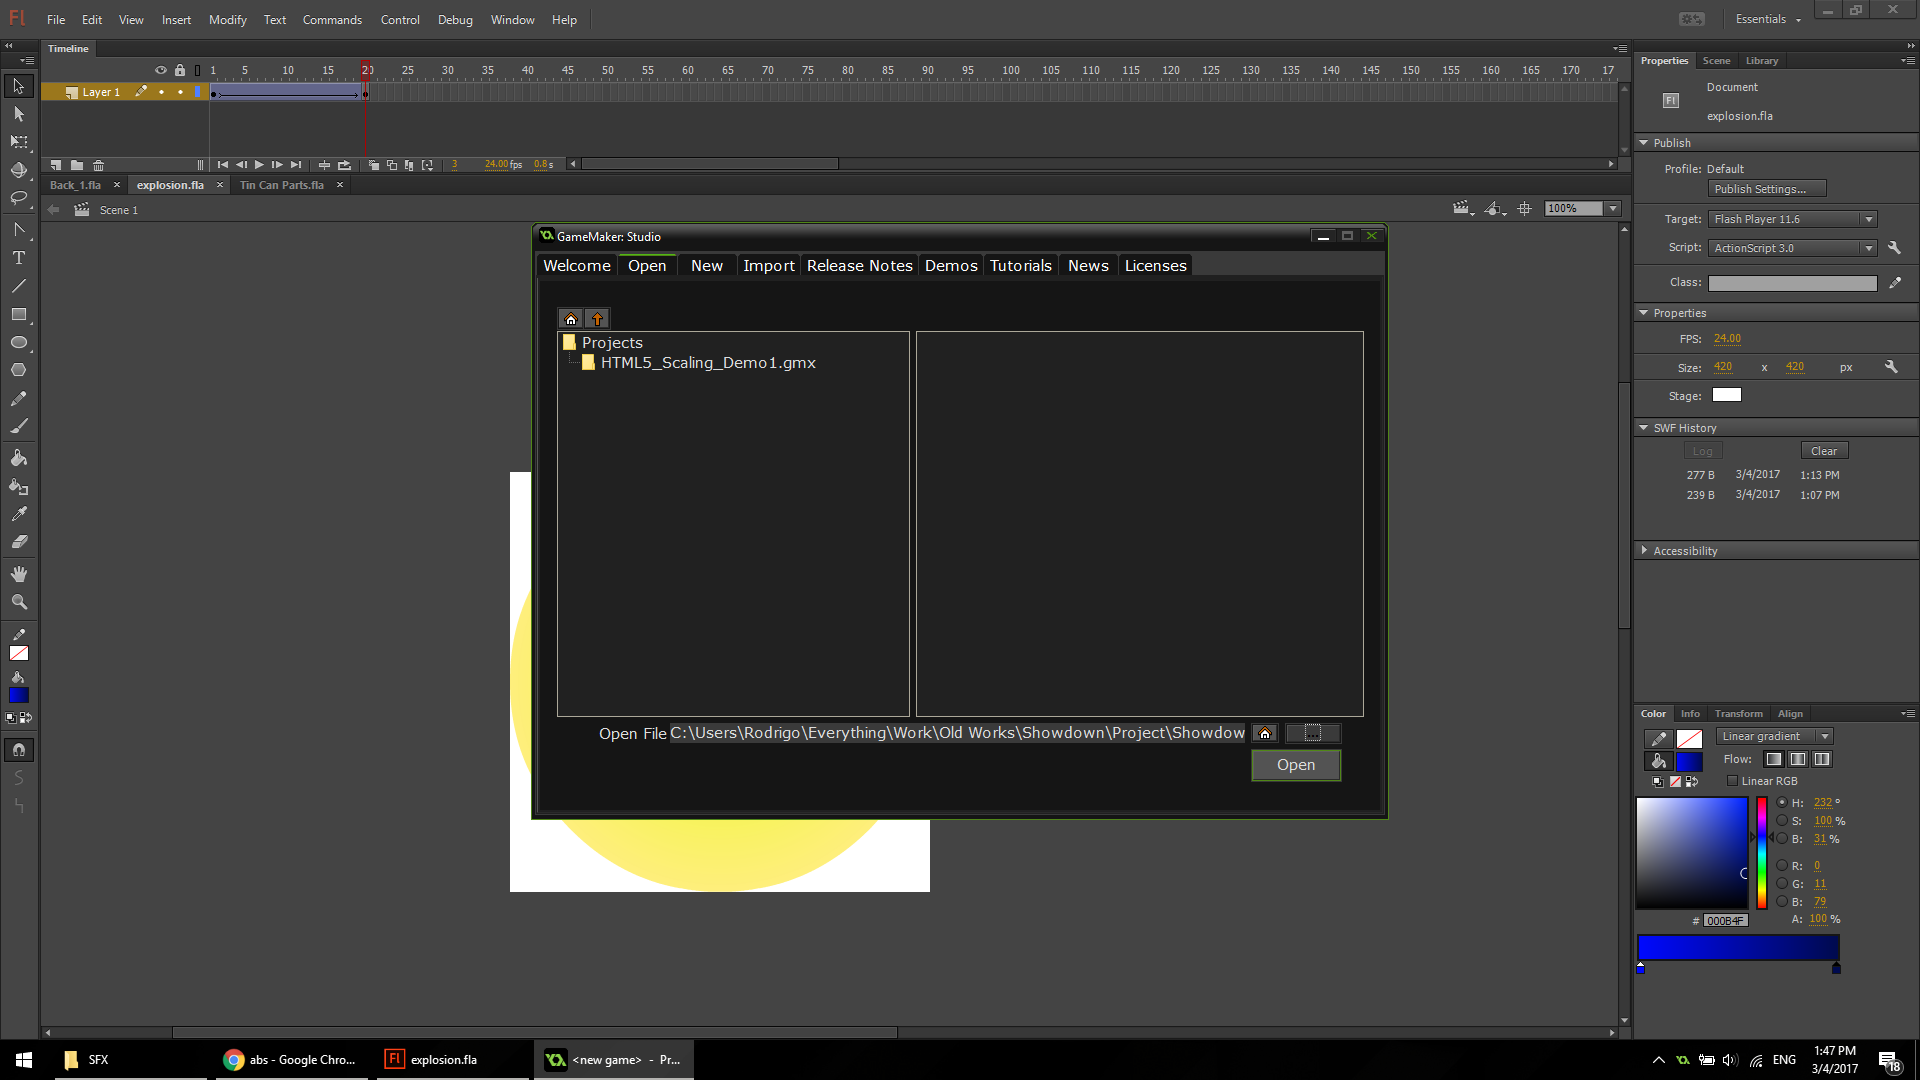 Fl File Edit View Insert Modify Text Commands Control Debug Window Help Essentials
Timeline
1 5 10 15 20 25 30 35 40 45 50 55 60 65 70 75 80 85 90 95 100 105 110 115 120 125 130 135 140 145 150 155 160 165 170 17
Layer 1
3 24.00 fps 0.8 s
Back_1.fla × explosion.fla × Tin Can Parts.fla ×
Scene 1
100%
GameMaker: Studio
Welcome Open New Import Release Notes Demos Tutorials News Licenses
Projects
HTML5_Scaling_Demo1.gmx
Open File C:\Users\Rodrigo\Everything\Work\Old Works\Showdown\Project\Showdow
...
Open
Properties Scene Library
Fl
Document
explosion.fla
Publish
Profile: Default
Publish Settings...
Target: Flash Player 11.6
Script: ActionScript 3.0
Class:
Properties
FPS: 24.00
Size: 420 x 420 px
Stage:
SWF History
Log Clear
277 B 3/4/2017 1:13 PM
239 B 3/4/2017 1:07 PM
Accessibility
Color Info Transform Align
Linear gradient
Flow:
Linear RGB
H: 232 °
S: 100 %
B: 31 %
R: 0
G: 11
B: 79
# 000B4F A: 100 %
SFX
abs - Google Chro...
Fl explosion.fla
<new game> - Pr...
ENG
1:47 PM
3/4/2017
18